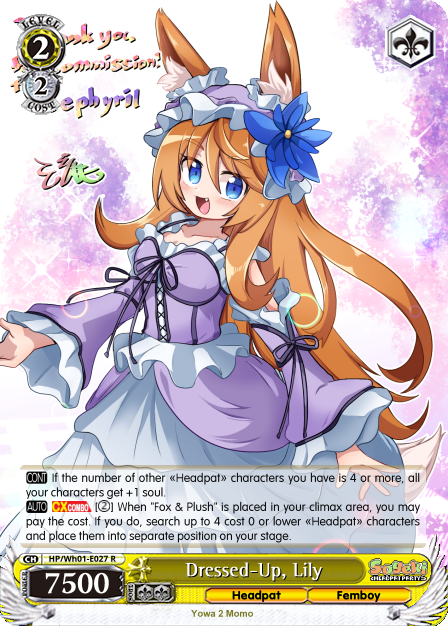 LEVEL
2
2
COST
nk you,
ommission!
ephyril
CONT If the number of other «Headpat» characters you have is 4 or more, all
your characters get +1 soul.
AUTO CXCOMBO [②] When "Fox & Plush" is placed in your climax area, you may
pay the cost. If you do, search up to 4 cost 0 or lower «Headpat» characters
and place them into separate position on your stage.
CH HP/Wh01-E027 R
POWER 7500 SOUL
Dressed-Up, Lily
HEADPATPARTS
Headpat Femboy
Yowa 2 Momo